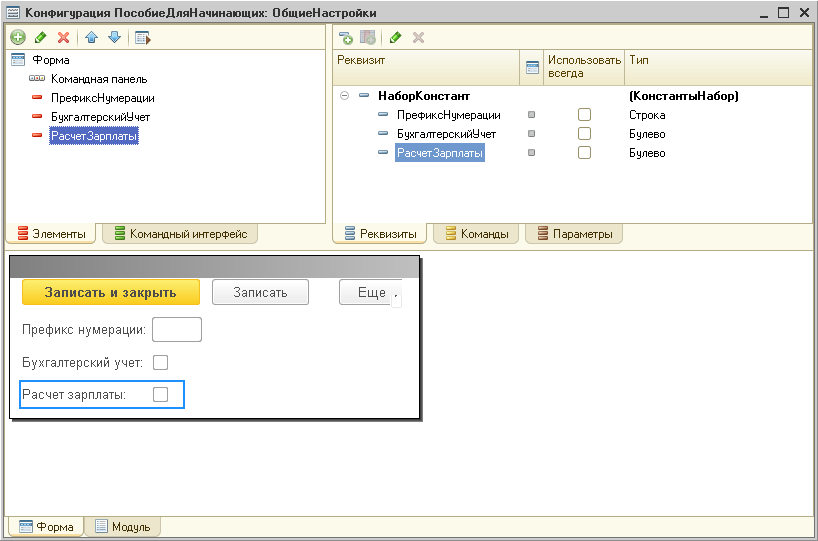 Конфигурация ПособиеДляНачинающих: ОбщиеНастройки
Форма
Командная панель
ПрефиксНумерации
БухгалтерскийУчет
РасчетЗарплаты
Элементы
Командный интерфейс
Реквизит
Использовать всегда
Тип
НаборКонстант
(КонстантыНабор)
ПрефиксНумерации
Строка
БухгалтерскийУчет
Булево
РасчетЗарплаты
Булево
Реквизиты
Команды
Параметры
Записать и закрыть
Записать
Еще
Префикс нумерации:
Бухгалтерский учет:
Расчет зарплаты:
Форма
Модуль